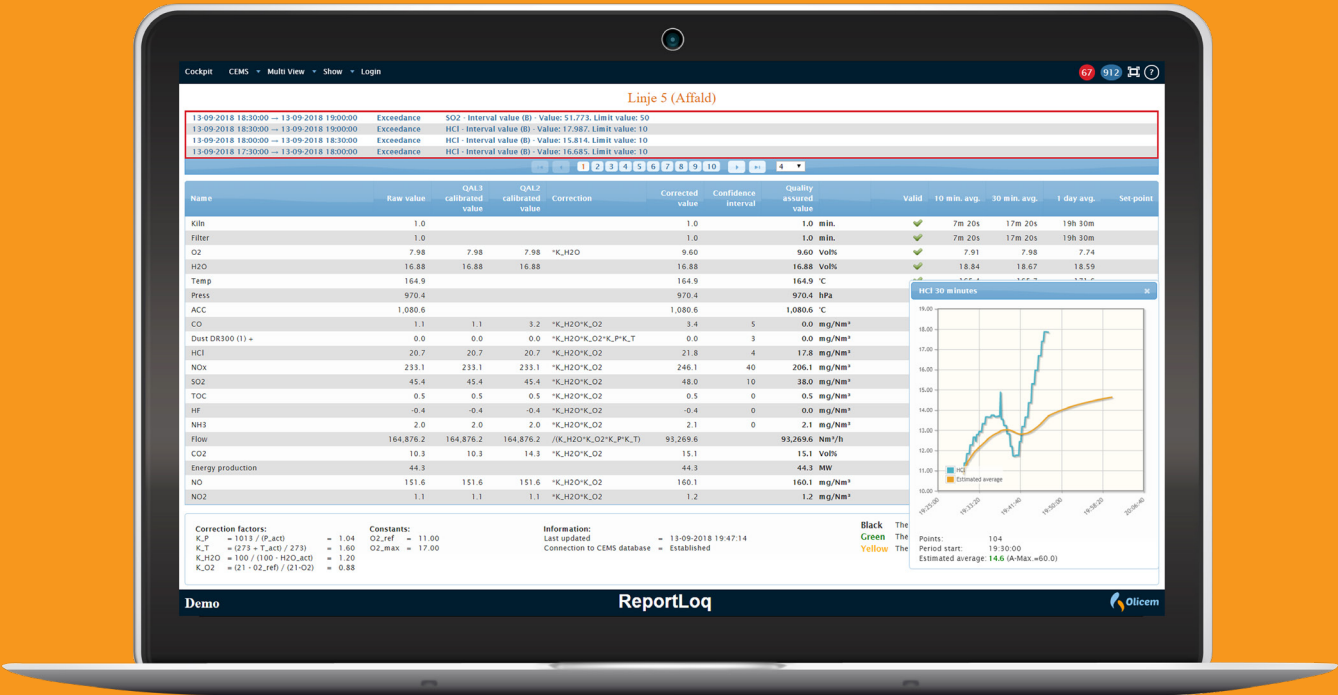 Cockpit CEMS Multi View Show Login 67 912 ?
Linje 5 (Affald)
13-09-2018 18:30:00 → 13-09-2018 19:00:00 Exceedance SO2 - Interval value (B) - Value: 51.773. Limit value: 50
13-09-2018 18:30:00 → 13-09-2018 19:00:00 Exceedance HCl - Interval value (B) - Value: 17.987. Limit value: 10
13-09-2018 18:00:00 → 13-09-2018 18:30:00 Exceedance HCl - Interval value (B) - Value: 15.814. Limit value: 10
13-09-2018 17:30:00 → 13-09-2018 18:00:00 Exceedance HCl - Interval value (B) - Value: 16.685. Limit value: 10
1 2 3 4 5 6 7 8 9 10 4
Name Raw value QAL3 calibrated value QAL2 calibrated value Correction Corrected value Confidence interval Quality assured value Valid 10 min. avg. 30 min. avg. 1 day avg. Set-point
Kiln 1.0 1.0 1.0 min. 7m 20s 17m 20s 19h 30m
Filter 1.0 1.0 1.0 min. 7m 20s 17m 20s 19h 30m
O2 7.98 7.98 7.98 *K_H2O 9.60 9.60 Vol% 7.91 7.98 7.74
H2O 16.88 16.88 16.88 16.88 16.88 Vol% 18.84 18.67 18.59
Temp 164.9 164.9 164.9 °C
Press 970.4 970.4 970.4 hPa
ACC 1,080.6 1,080.6 1,080.6 °C
CO 1.1 1.1 3.2 *K_H2O*K_O2 3.4 5 0.0 mg/Nm³
Dust DR300 (1) + 0.0 0.0 0.0 *K_H2O*K_O2*K_P*K_T 0.0 3 0.0 mg/Nm³
HCl 20.7 20.7 20.7 *K_H2O*K_O2 21.8 4 17.8 mg/Nm³
NOx 233.1 233.1 233.1 *K_H2O*K_O2 246.1 40 206.1 mg/Nm³
SO2 45.4 45.4 45.4 *K_H2O*K_O2 48.0 10 38.0 mg/Nm³
TOC 0.5 0.5 0.5 *K_H2O*K_O2 0.5 0 0.5 mg/Nm³
HF -0.4 -0.4 -0.4 *K_H2O*K_O2 -0.4 0 0.0 mg/Nm³
NH3 2.0 2.0 2.0 *K_H2O*K_O2 2.1 0 2.1 mg/Nm³
Flow 164,876.2 164,876.2 164,876.2 /(K_H2O*K_O2*K_P*K_T) 93,269.6 93,269.6 Nm³/h
CO2 10.3 10.3 14.3 *K_H2O*K_O2 15.1 15.1 Vol%
Energy production 44.3 44.3 44.3 MW
NO 151.6 151.6 151.6 *K_H2O*K_O2 160.1 160.1 mg/Nm³
NO2 1.1 1.1 1.1 *K_H2O*K_O2 1.2 1.2 mg/Nm³
HCl 30 minutes ×
19.00
18.00
17.00
16.00
15.00
14.00
13.00
12.00
11.00
10.00
HCl
Estimated average
19:25:00 19:33:20 19:41:40 19:50:00 19:58:20 20:06:40
Points: 104
Period start: 19:30:00
Estimated average: 14.6 (A-Max.=60.0)
Correction factors:
K_P = 1013 / (P_act) = 1.04
K_T = (273 + T_act) / 273) = 1.60
K_H2O = 100 / (100 - H2O_act) = 1.20
K_O2 = (21 - O2_ref) / (21-O2) = 0.88
Constants:
O2_ref = 11.00
O2_max = 17.00
Information:
Last updated = 13-09-2018 19:47:14
Connection to CEMS database = Established
Black The
Green The
Yellow The
Demo ReportLoq Olicem